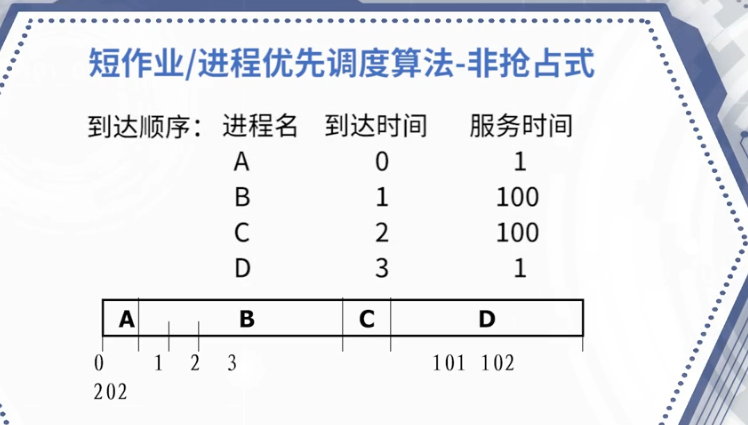 短作业/进程优先调度算法-非抢占式
到达顺序： 进程名 到达时间 服务时间
A 0 1
B 1 100
C 2 100
D 3 1
A B C D
0 1 2 3 101 102
202